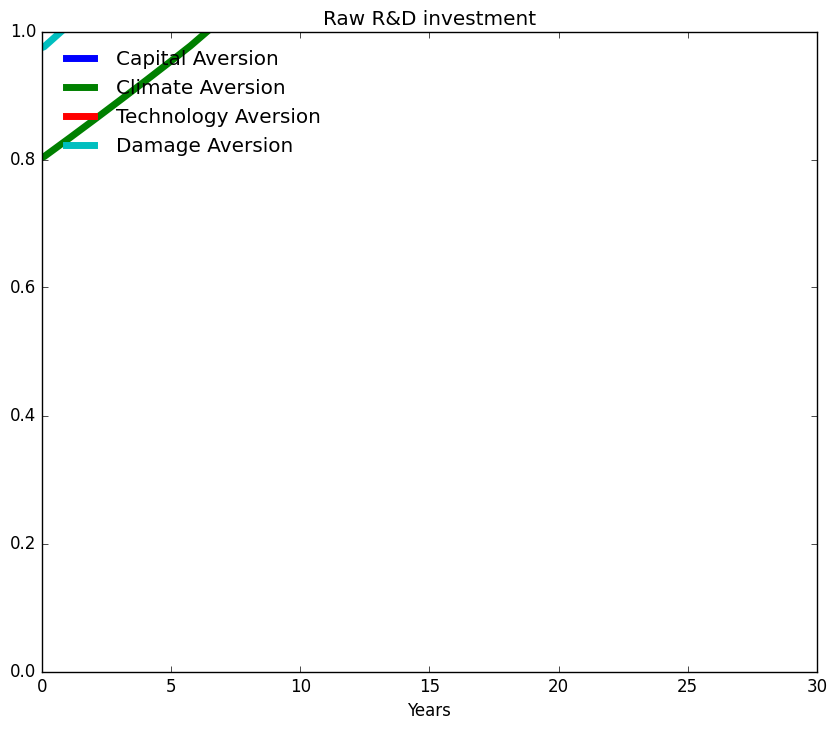 Raw R&D investment
1.0
Capital Aversion
Climate Aversion
Technology Aversion
Damage Aversion
0.8
0.6
0.4
0.2
0.0
0 5 10 15 20 25 30
Years